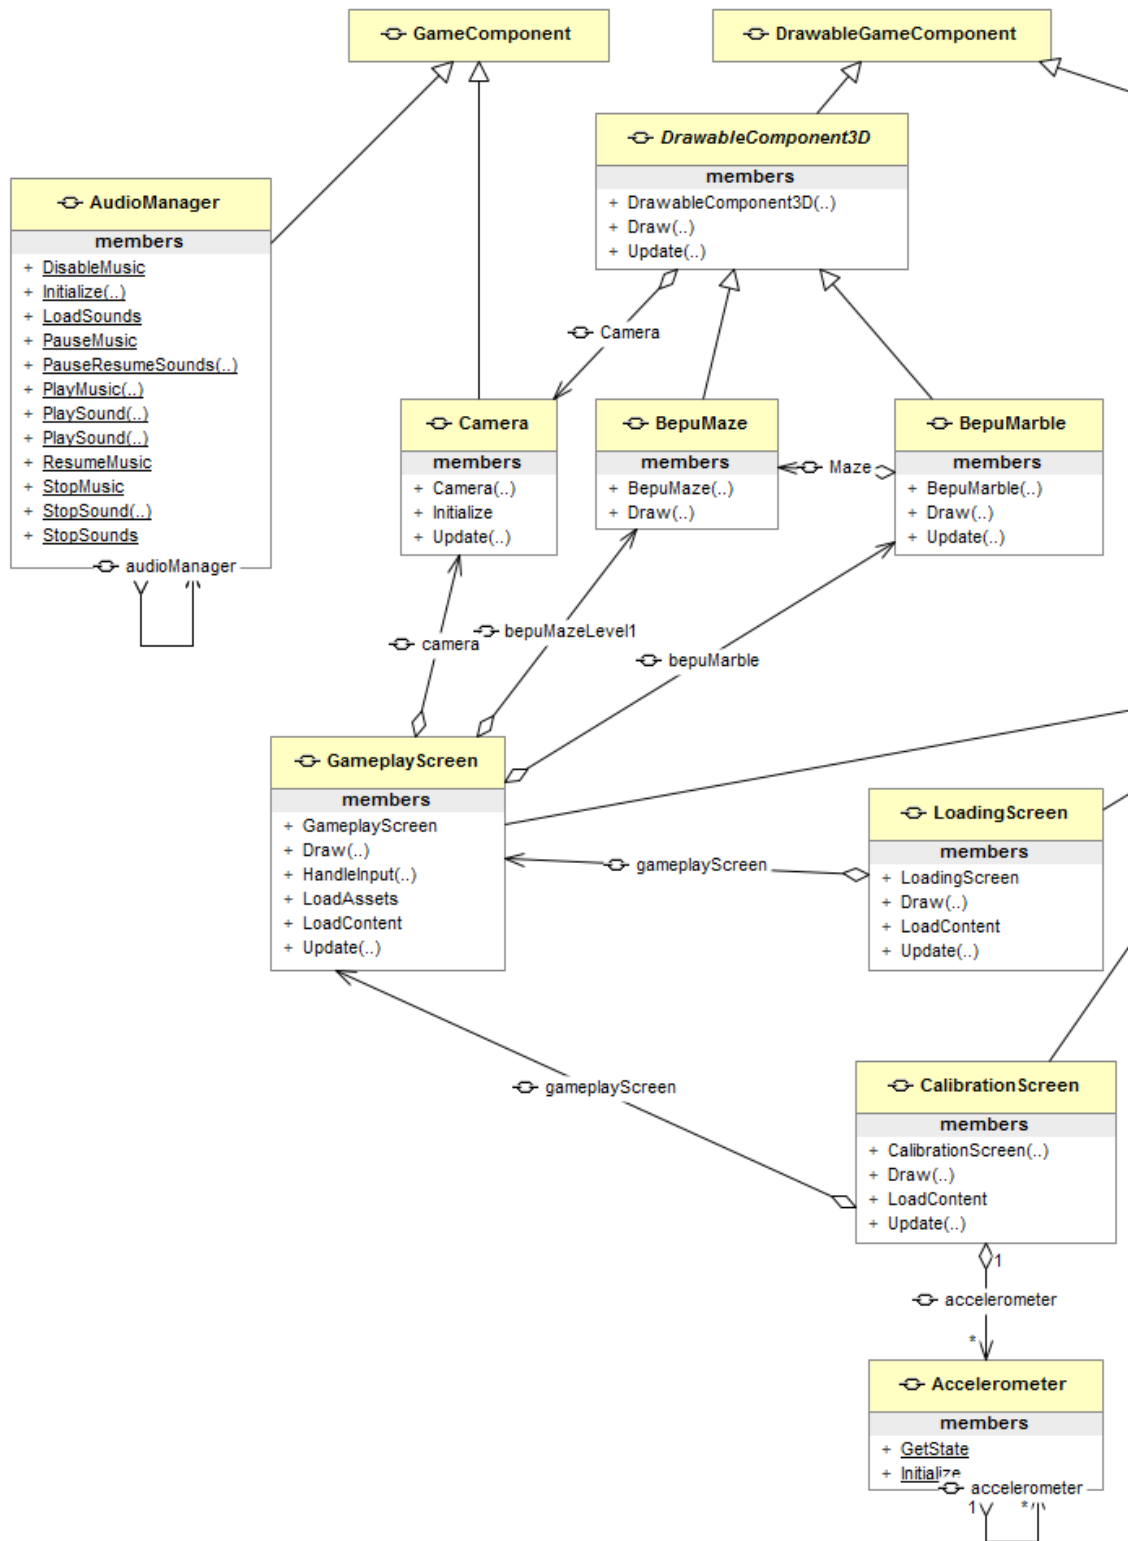 GameComponent
DrawableGameComponent
DrawableComponent3D
members
+ DrawableComponent3D(..)
+ Draw(..)
+ Update(..)
AudioManager
members
+ DisableMusic
+ Initialize(..)
+ LoadSounds
+ PauseMusic
+ PauseResumeSounds(..)
+ PlayMusic(..)
+ PlaySound(..)
+ PlaySound(..)
+ ResumeMusic
+ StopMusic
+ StopSound(..)
+ StopSounds
audioManager
Camera
Camera
members
+ Camera(..)
+ Initialize
+ Update(..)
BepuMaze
members
+ BepuMaze(..)
+ Draw(..)
Maze
BepuMarble
members
+ BepuMarble(..)
+ Draw(..)
+ Update(..)
camera
bepuMazeLevel1
bepuMarble
GameplayScreen
members
+ GameplayScreen
+ Draw(..)
+ HandleInput(..)
+ LoadAssets
+ LoadContent
+ Update(..)
gameplayScreen
LoadingScreen
members
+ LoadingScreen
+ Draw(..)
+ LoadContent
+ Update(..)
gameplayScreen
CalibrationScreen
members
+ CalibrationScreen(..)
+ Draw(..)
+ LoadContent
+ Update(..)
1
accelerometer
*
Accelerometer
members
+ GetState
+ Initialize
accelerometer
1 *